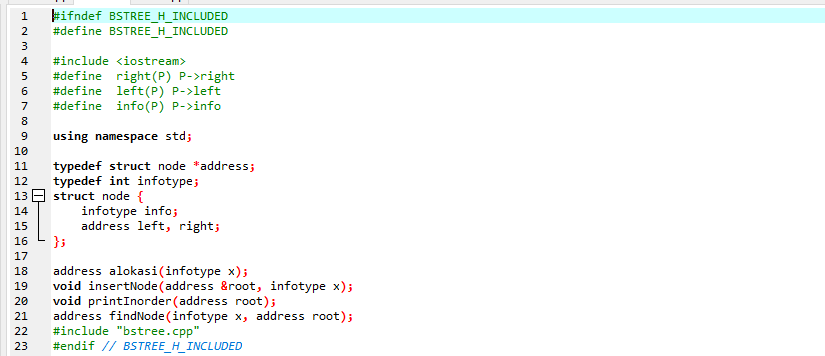 1 #ifndef BSTREE_H_INCLUDED
2 #define BSTREE_H_INCLUDED
3
4 #include <iostream>
5 #define  right(P) P->right
6 #define  left(P) P->left
7 #define  info(P) P->info
8
9 using namespace std;
10
11 typedef struct node *address;
12 typedef int infotype;
13 struct node {
14     infotype info;
15     address left, right;
16 };
17
18 address alokasi(infotype x);
19 void insertNode(address &root, infotype x);
20 void printInorder(address root);
21 address findNode(infotype x, address root);
22 #include "bstree.cpp"
23 #endif // BSTREE_H_INCLUDED